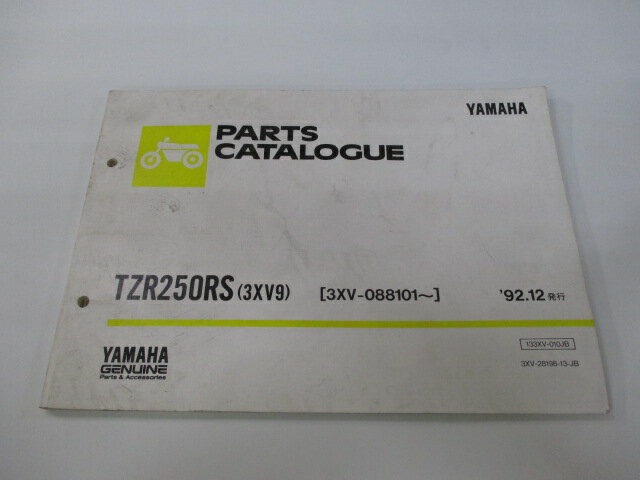 YAMAHA
PARTS
CATALOGUE
TZR250RS (3XV9) [3XV-088101~] '92.12 発行
YAMAHA
GENUINE
Parts & Accessories
133XV-010JB
3XV-28198-13-JB